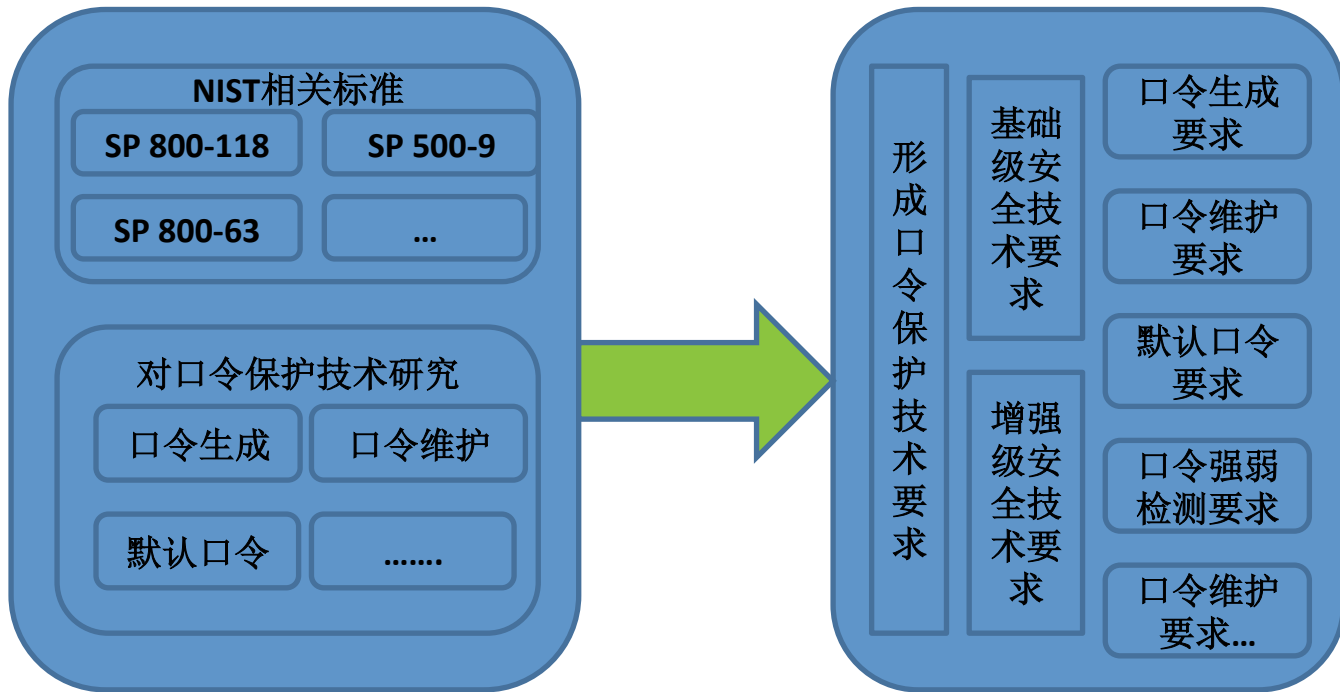 NIST相关标准
SP 800-118
SP 500-9
SP 800-63
...
对口令保护技术研究
口令生成
口令维护
默认口令
.......
形
成
口
令
保
护
技
术
要
求
基础
级安
全技
术要
求
增强
级安
全技
术要
求
口令生成
要求
口令维护
要求
默认口令
要求
口令强弱
检测要求
口令维护
要求...